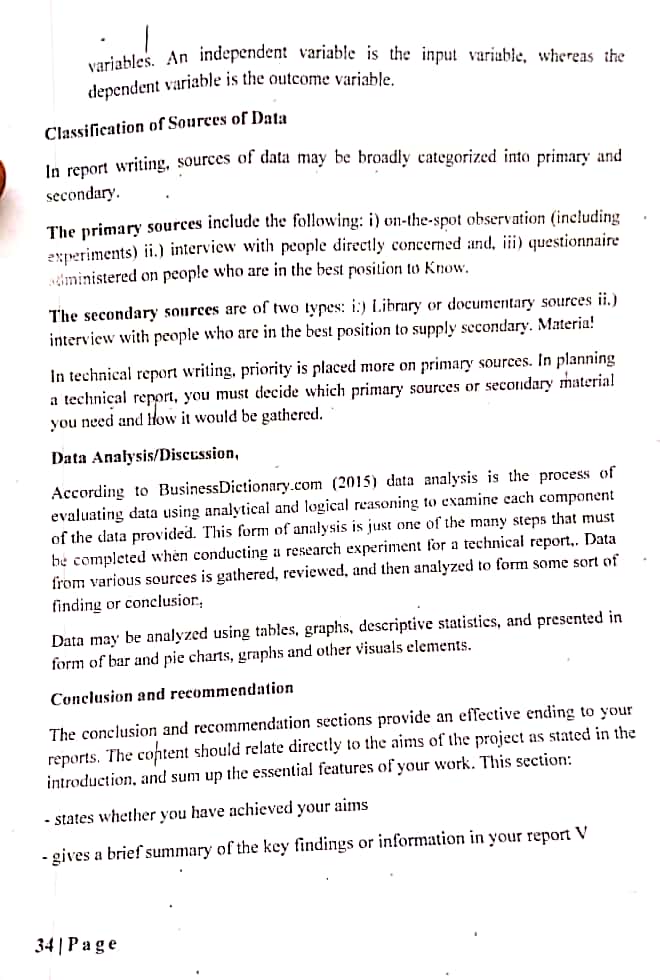 variables. An independent variable is the input variable, whereas the
dependent variable is the outcome variable.
Classification of Sources of Data
In report writing, sources of data may be broadly categorized into primary and
secondary.
The primary sources include the following: i) on-the-spot observation (including
experiments) ii.) interview with people directly concerned and, iii) questionnaire
administered on people who are in the best position to Know.
The secondary sources are of two types: i:) Library or documentary sources ii.)
interview with people who are in the best position to supply secondary. Material
In technical report writing, priority is placed more on primary sources. In planning
a technical report, you must decide which primary sources or secondary material
you need and How it would be gathered.
Data Analysis/Discussion,
According to BusinessDictionary.com (2015) data analysis is the process of
evaluating data using analytical and logical reasoning to examine each component
of the data provided. This form of analysis is just one of the many steps that must
be completed when conducting a research experiment for a technical report,. Data
from various sources is gathered, reviewed, and then analyzed to form some sort of
finding or conclusion,
Data may be analyzed using tables, graphs, descriptive statistics, and presented in
form of bar and pie charts, graphs and other visuals elements.
Conclusion and recommendation
The conclusion and recommendation sections provide an effective ending to your
reports. The content should relate directly to the aims of the project as stated in the
introduction, and sum up the essential features of your work. This section:
- states whether you have achieved your aims
- gives a brief summary of the key findings or information in your report V
34 | Page